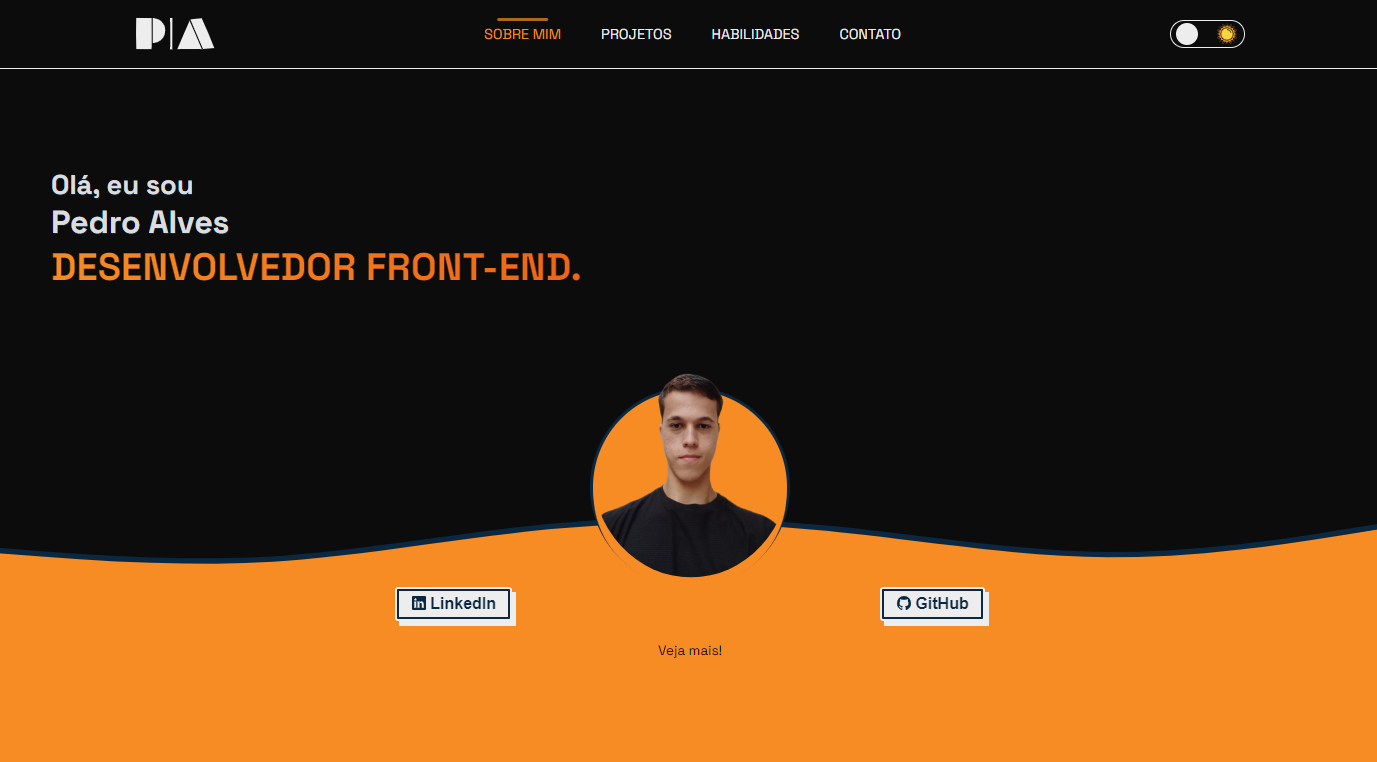 P|A
SOBRE MIM
PROJETOS
HABILIDADES
CONTATO
Olá, eu sou
Pedro Alves
DESENVOLVEDOR FRONT-END.
LinkedIn
GitHub
Veja mais!